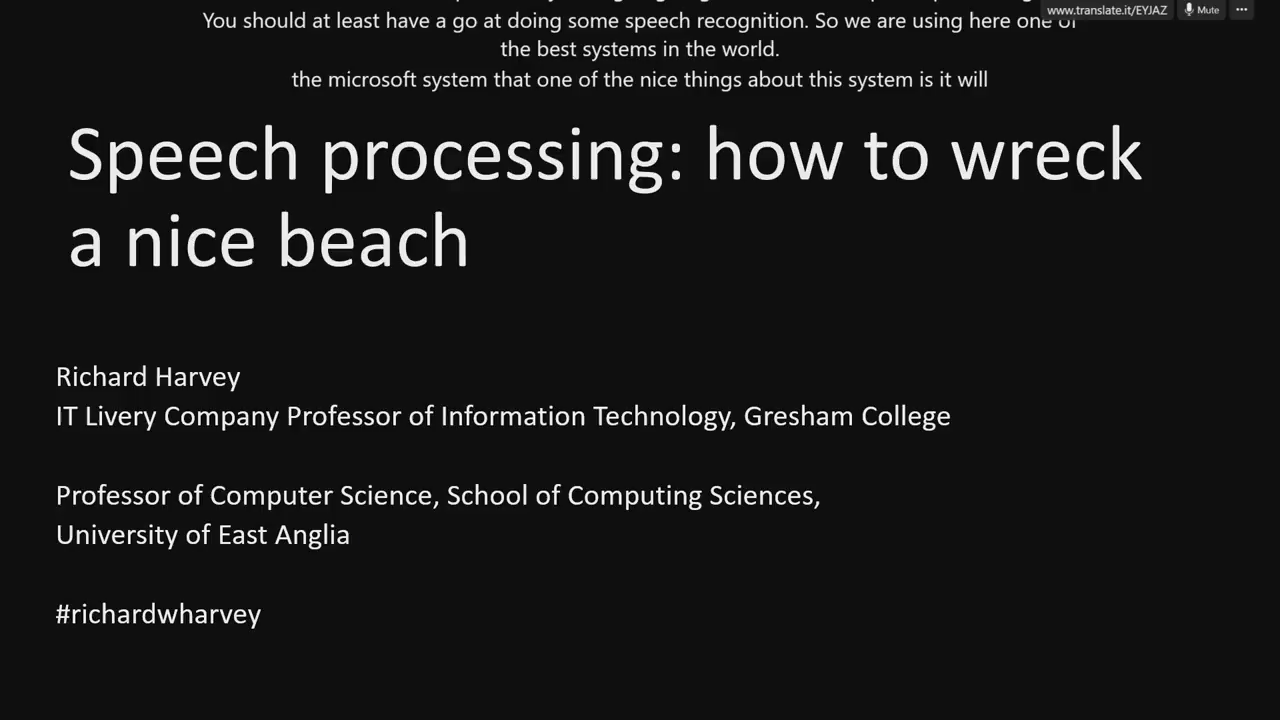 www.translate.it/EYJAZ
Mute
You should at least have a go at doing some speech recognition. So we are using here one of
the best systems in the world.
the microsoft system that one of the nice things about this system is it will
Speech processing: how to wreck
a nice beach
Richard Harvey
IT Livery Company Professor of Information Technology, Gresham College
Professor of Computer Science, School of Computing Sciences,
University of East Anglia
#richardwharvey